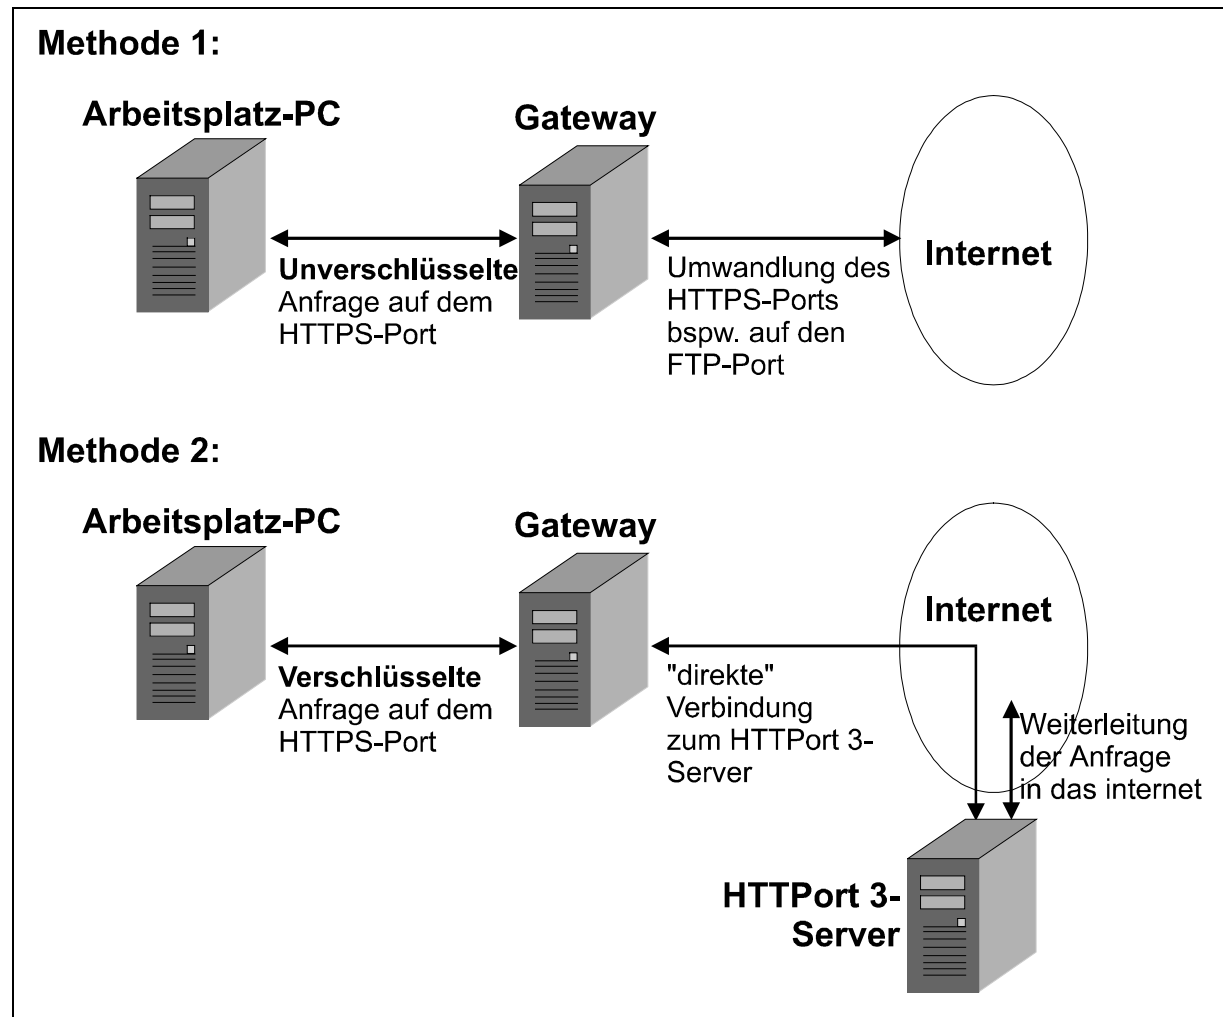 Methode 1:
Arbeitsplatz-PC
Gateway
Internet
Unverschlüsselte
Anfrage auf dem
HTTPS-Port
Umwandlung des
HTTPS-Ports
bspw. auf den
FTP-Port
Methode 2:
Arbeitsplatz-PC
Gateway
Internet
Verschlüsselte
Anfrage auf dem
HTTPS-Port
"direkte"
Verbindung
zum HTTPort 3-
Server
Weiterleitung
der Anfrage
in das internet
HTTPort 3-
Server